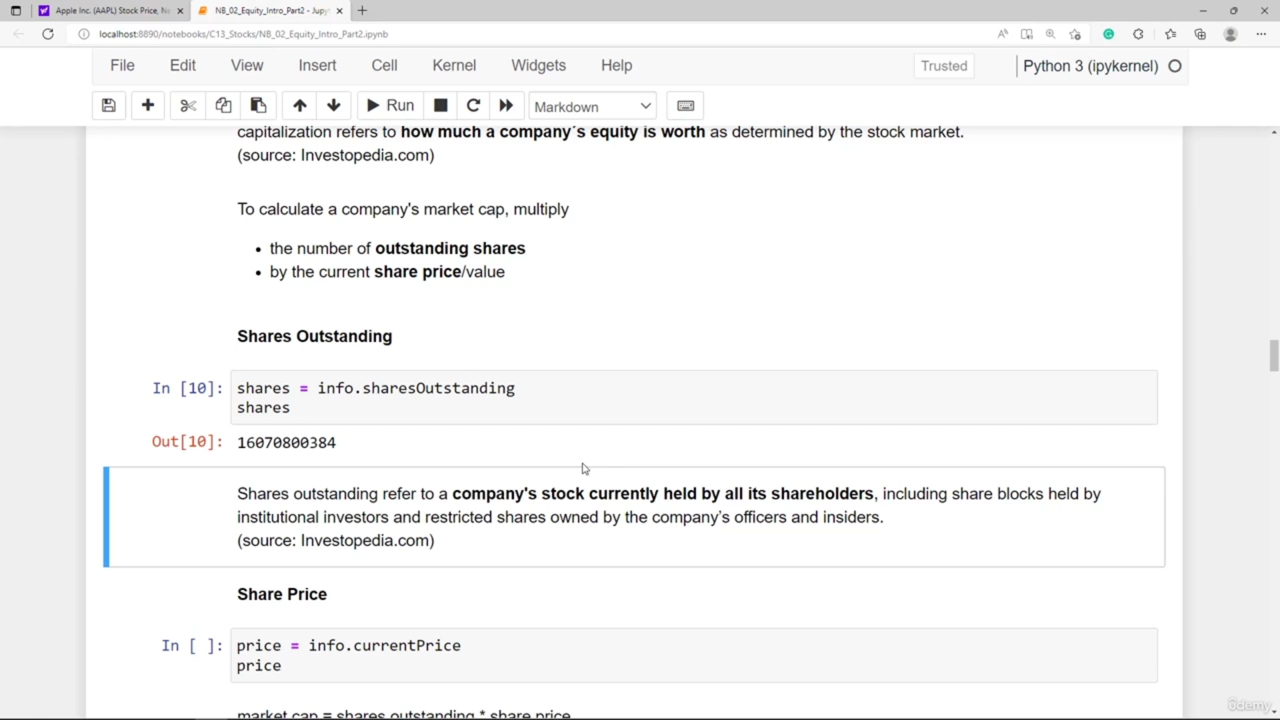 Apple Inc. (AAPL) Stock Price, Ne
NB_02_Equity_Intro_Part2 - Jupy
localhost:8890/notebooks/C13_Stocks/NB_02_Equity_Intro_Part2.ipynb
File Edit View Insert Cell Kernel Widgets Help Trusted Python 3 (ipykernel)
Run Markdown
capitalization refers to how much a company´s equity is worth as determined by the stock market.
(source: Investopedia.com)
To calculate a company's market cap, multiply
• the number of outstanding shares
• by the current share price/value
Shares Outstanding
In [10]: shares = info.sharesOutstanding
shares
Out[10]: 16070800384
Shares outstanding refer to a company's stock currently held by all its shareholders, including share blocks held by
institutional investors and restricted shares owned by the company’s officers and insiders.
(source: Investopedia.com)
Share Price
In [ ]: price = info.currentPrice
price
market cap = shares outstanding * share price
Udemy